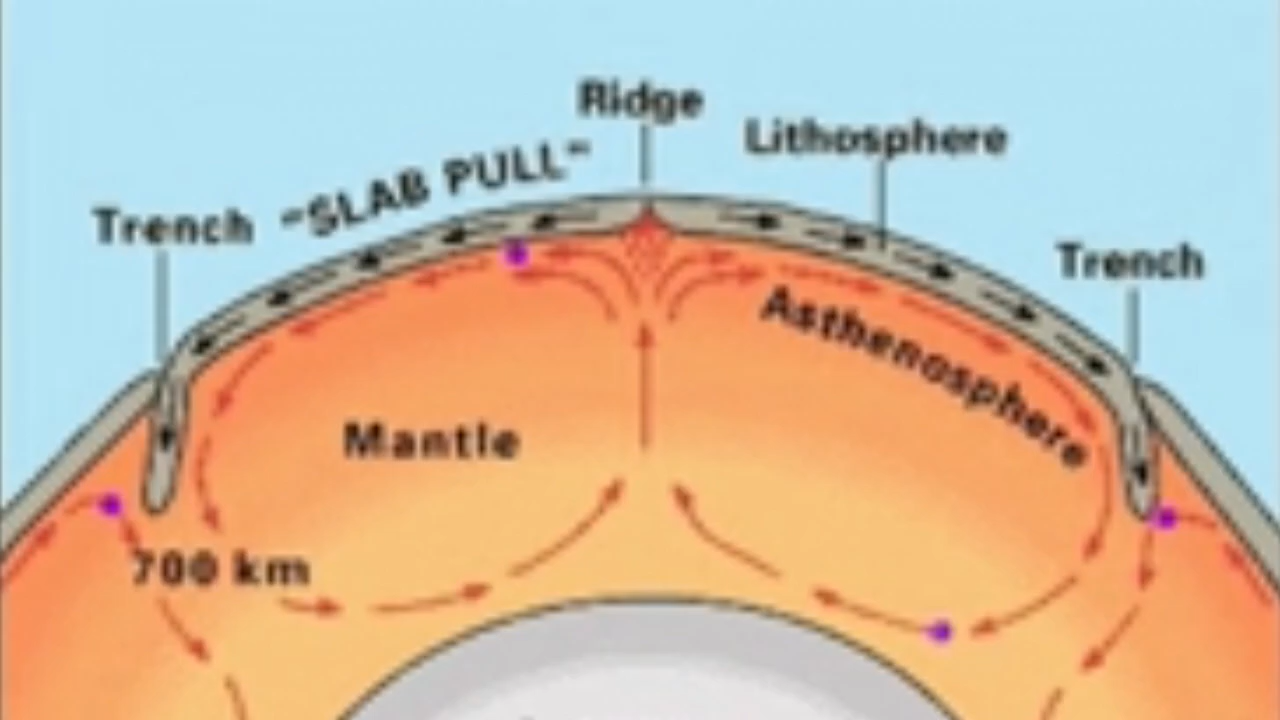 Ridge
Lithosphere
"SLAB PULL"
Trench
Trench
Asthenosphere
Mantle
700 km